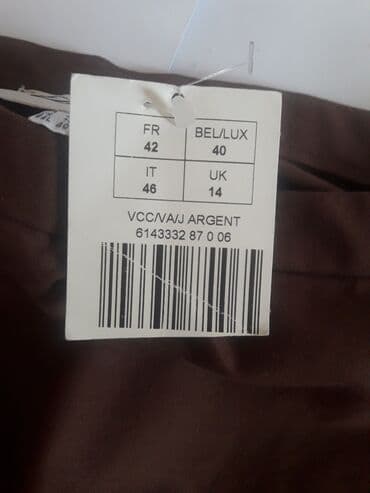 FR BEL/LUX
42 40
IT UK
46 14
VCC/VA/J ARGENT
6143332 87 0 06